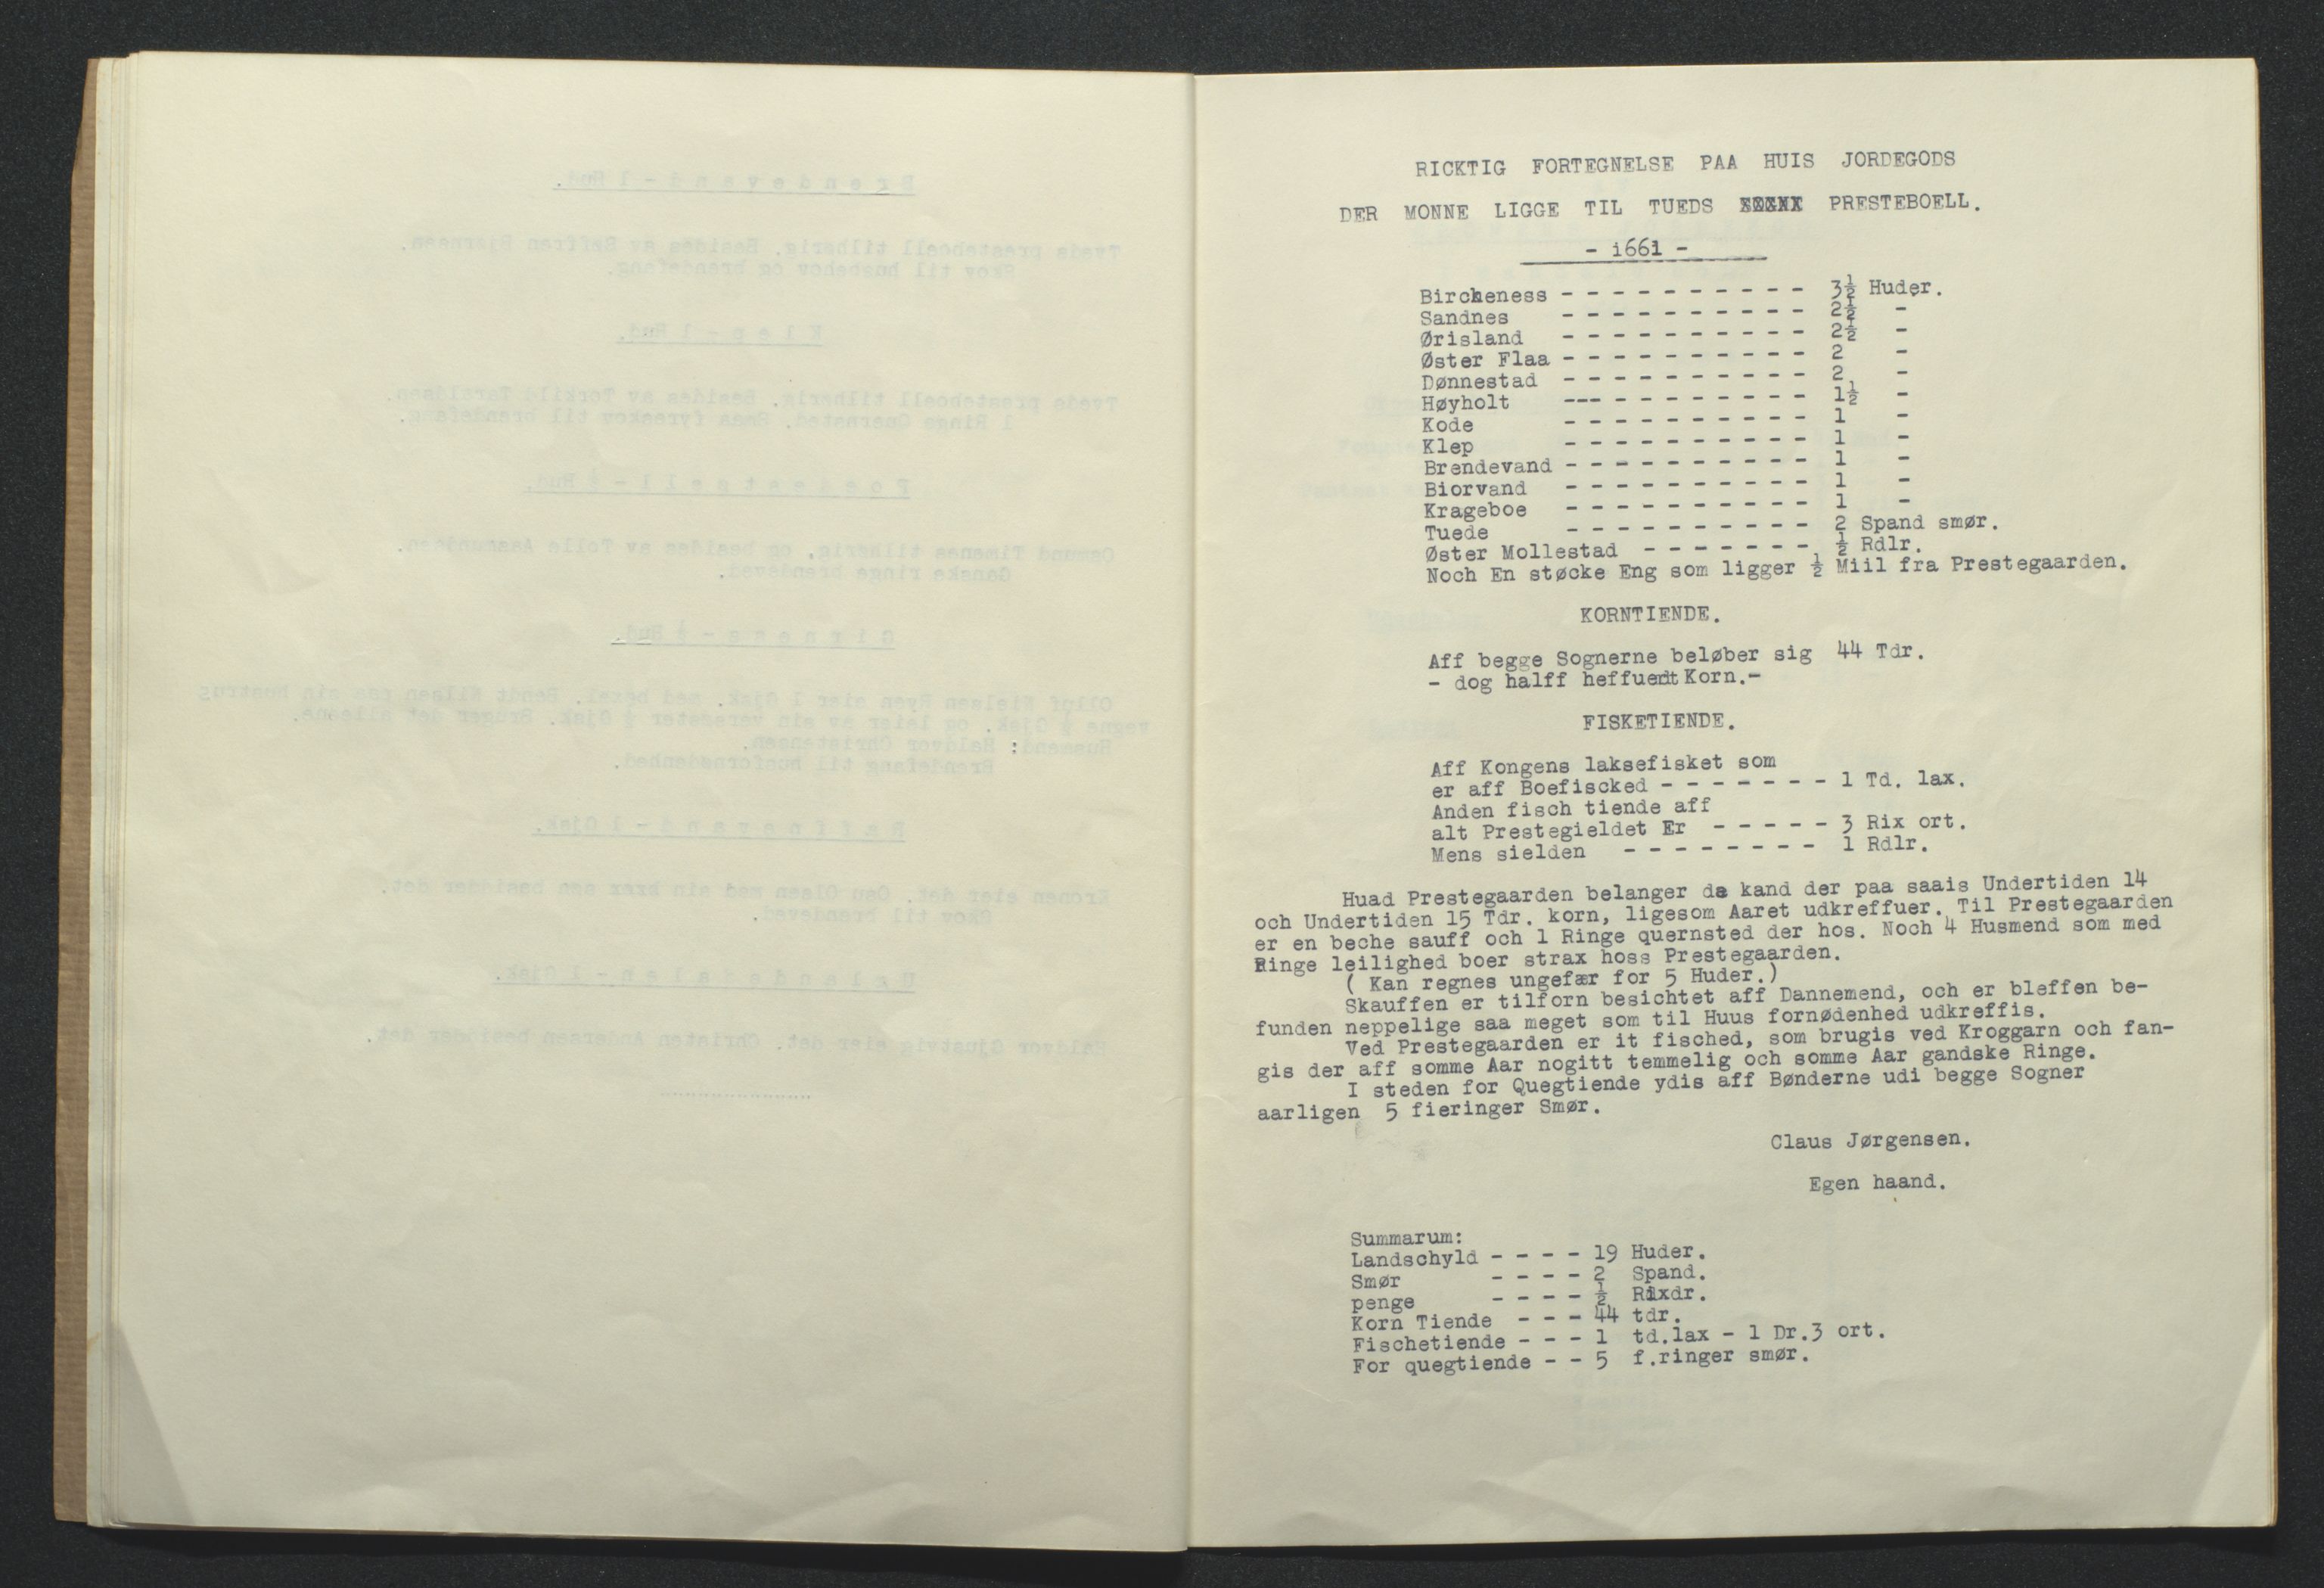 RICKTIG FORTEGNELSE PAA HUIS JORDEGODS
DER MONNE LIGGE TIL TUEDS PRESTEBOELL.
- i661 -
Bircheness - - - - - - - - - - 3½ Huder.
Sandnes - - - - - - - - - - 2½ -
Ørisland - - - - - - - - - - 2½ -
Øster Flaa - - - - - - - - - - 2 -
Dønnestad - - - - - - - - - - 2 -
Høyholt --- - - - - - - - - 1½ -
Kode - - - - - - - - - - 1 -
Klep - - - - - - - - - - 1 -
Brendevand - - - - - - - - - - 1 -
Biorvand - - - - - - - - - - 1 -
Krageboe - - - - - - - - - - 1 -
Tuede - - - - - - - - - - 2 Spand smør.
Øster Mollestad - - - - - - - ½ Rdlr.
Noch En støcke Eng som ligger ½ Miil fra Prestegaarden.
KORNTIENDE.
Aff begge Sognerne beløber sig 44 Tdr.
- dog halff heffuedt Korn.-
FISKETIENDE.
Aff Kongens laksefisket som
er aff Boefiscked - - - - - - - 1 Td. lax.
Anden fisch tiende aff
alt Prestegieldet Er - - - - - 3 Rix ort.
Mens sielden - - - - - - - - 1 Rdlr.
Huad Prestegaarden belanger da kand der paa saais Undertiden 14
och Undertiden 15 Tdr. korn, ligesom Aaret udkreffuer. Til Prestegaarden
er en beche sauff och 1 Ringe quernsted der hos. Noch 4 Husmend som med
Ringe leilighed boer strax hoss Prestegaarden.
( Kan regnes ungefær for 5 Huder.)
Skauffen er tilforn besichtet aff Dannemend, och er bleffen be-
funden neppelige saa meget som til Huus fornødenhed udkreffis.
Ved Prestegaarden er it fisched, som brugis ved Kroggarn och fan-
gis der aff somme Aar nogitt temmelig och somme Aar gandske Ringe.
I steden for Quegtiende ydis aff Bønderne udi begge Sogner
aarligen 5 fieringer Smør.
Claus Jørgensen.
Egen haand.
Summarum:
Landschyld - - - - 19 Huder.
Smør - - - - 2 Spand.
penge - - - - ½ Rixdr.
Korn Tiende - - - 44 tdr.
Fischetiende - - - 1 td.lax - 1 Dr.3 ort.
For quegtiende - - 5 f.ringer smør.